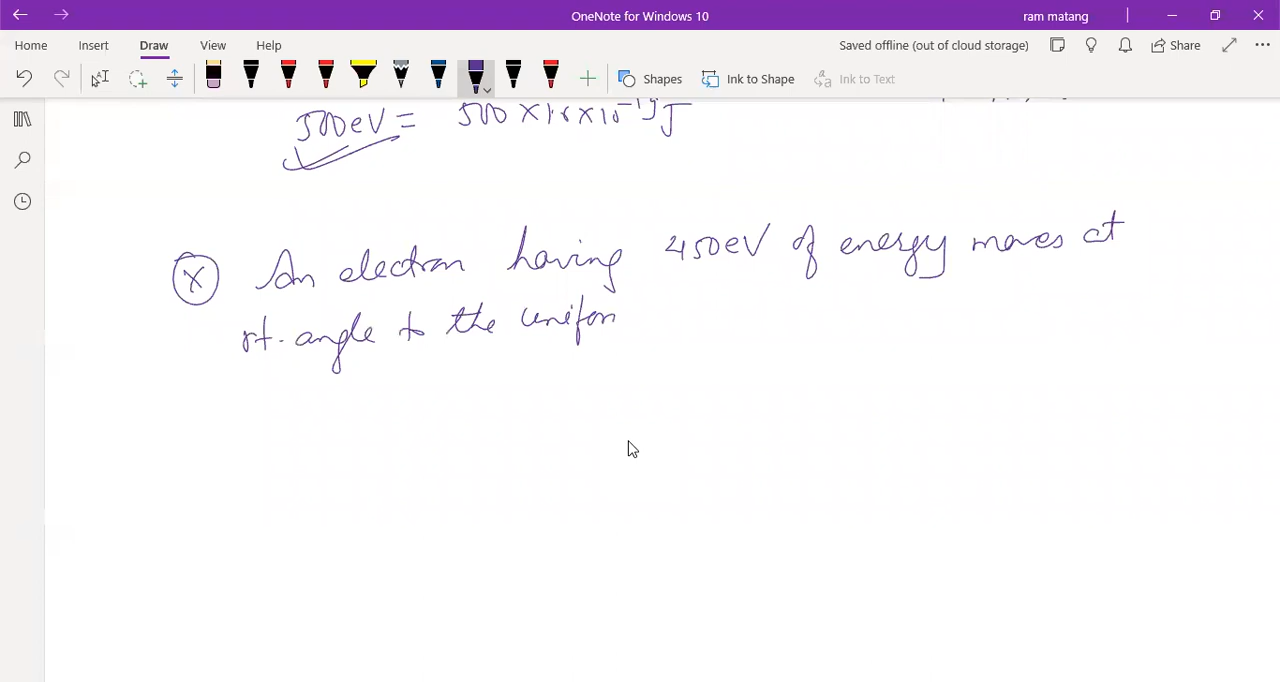 OneNote for Windows 10
ram matang
Home Insert Draw View Help
Saved offline (out of cloud storage)
Share
Shapes
Ink to Shape
Ink to Text
500eV = 500 × 1.6 × 10⁻¹⁹ J
(X) An electron having 450eV of energy moves at
rt. angle to the uniform